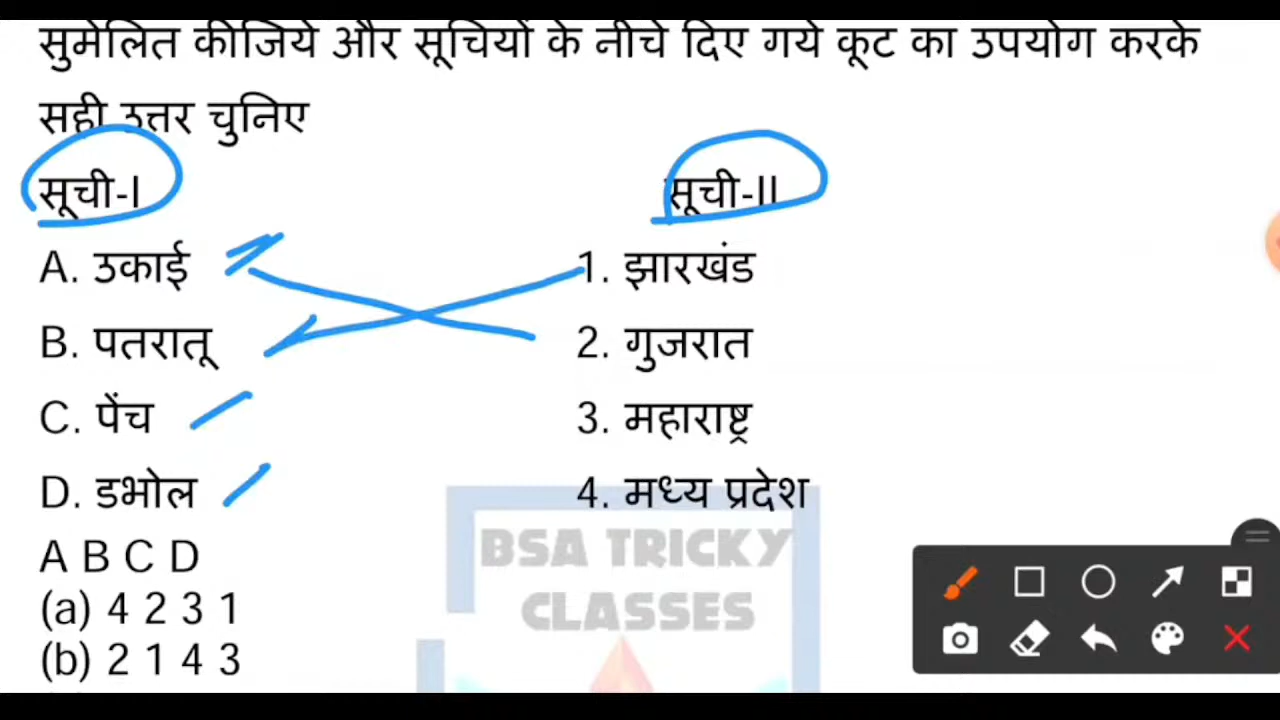 सुमेलित कीजिये और सूचियों के नीचे दिए गये कूट का उपयोग करके
सही उत्तर चुनिए
सूची-I सूची-II
A. उकाई 1. झारखंड
B. पतरातू 2. गुजरात
C. पेंच 3. महाराष्ट्र
D. डभोल 4. मध्य प्रदेश
A B C D
(a) 4 2 3 1
(b) 2 1 4 3
BSA TRICKY
CLASSES